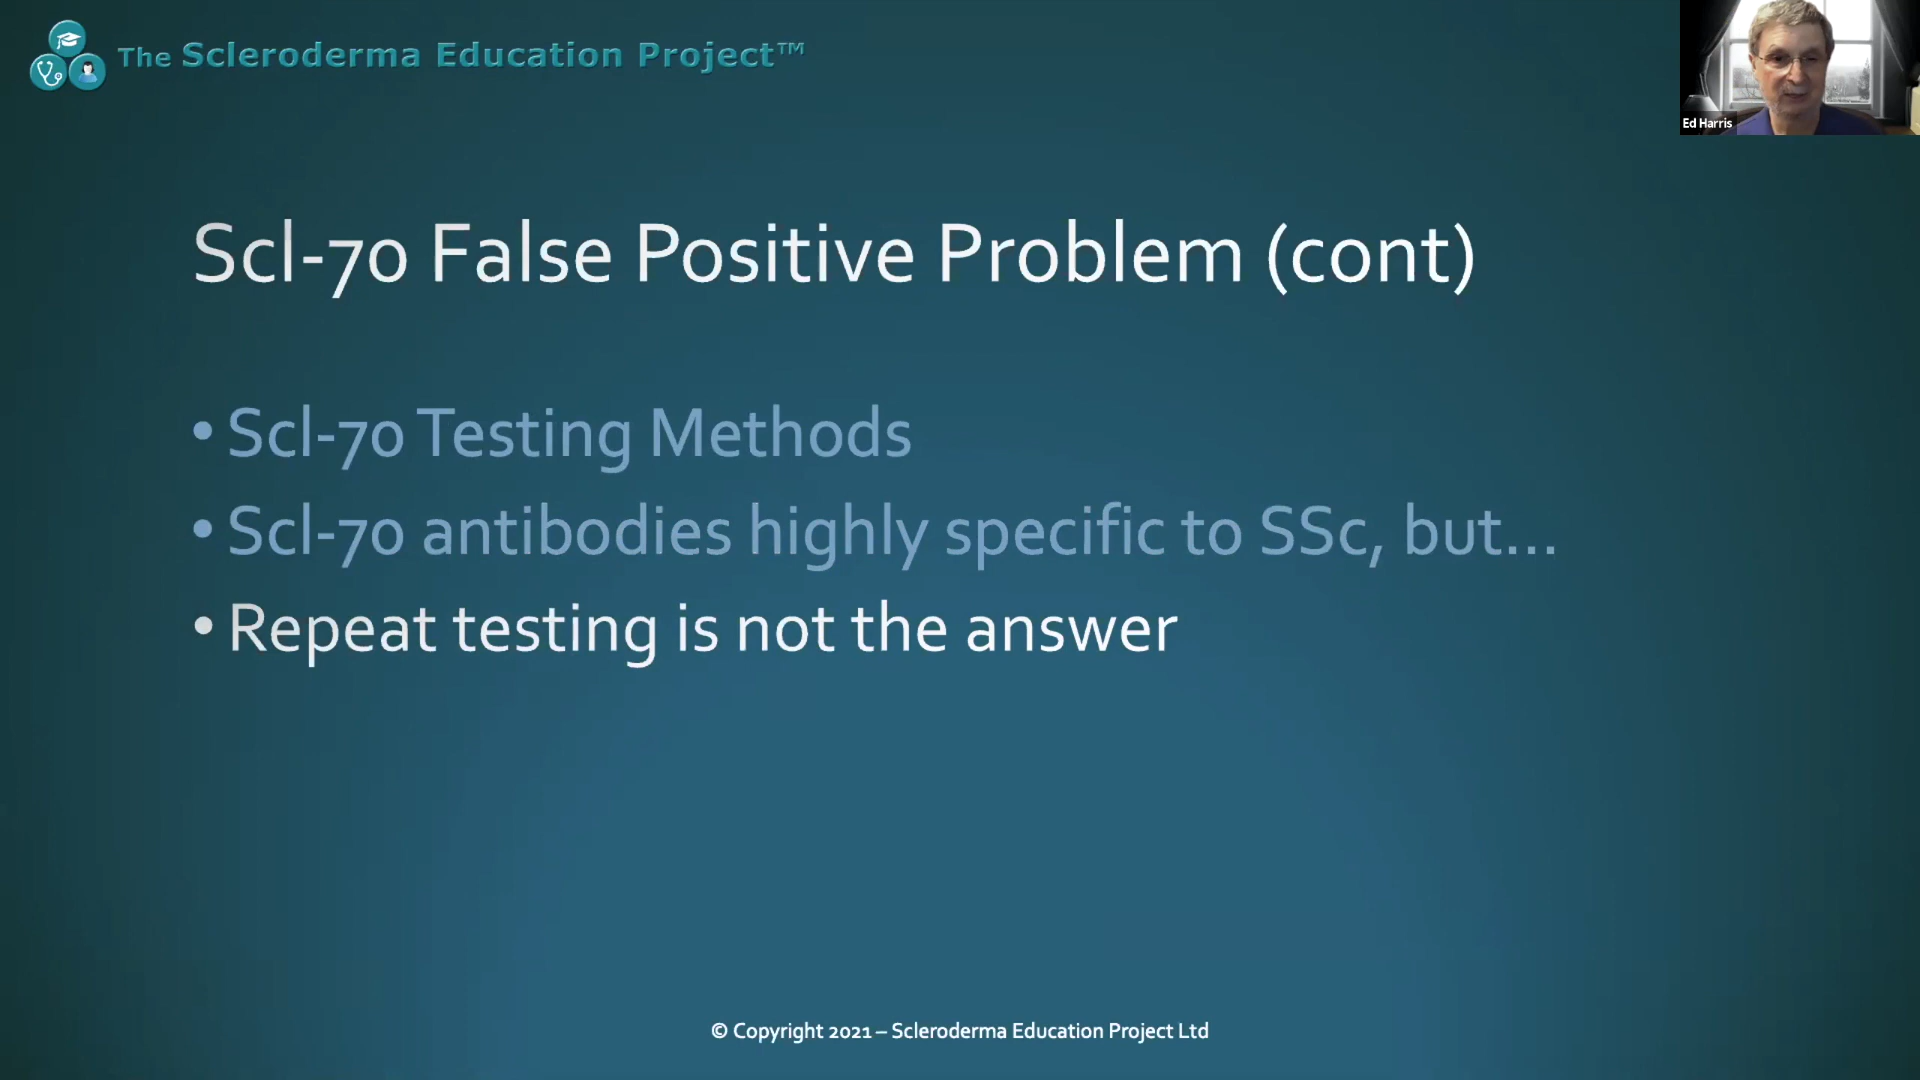 The Scleroderma Education Project™
Ed Harris
Scl-70 False Positive Problem (cont)
• Scl-70 Testing Methods
• Scl-70 antibodies highly specific to SSc, but...
• Repeat testing is not the answer
© Copyright 2021 – Scleroderma Education Project Ltd